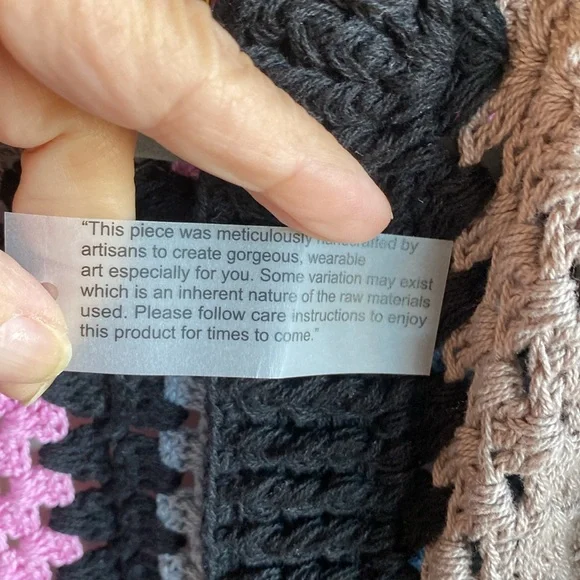 “This piece was meticulously handcrafted by
artisans to create gorgeous, wearable
art especially for you. Some variation may exist
which is an inherent nature of the raw materials
used. Please follow care instructions to enjoy
this product for times to come.”